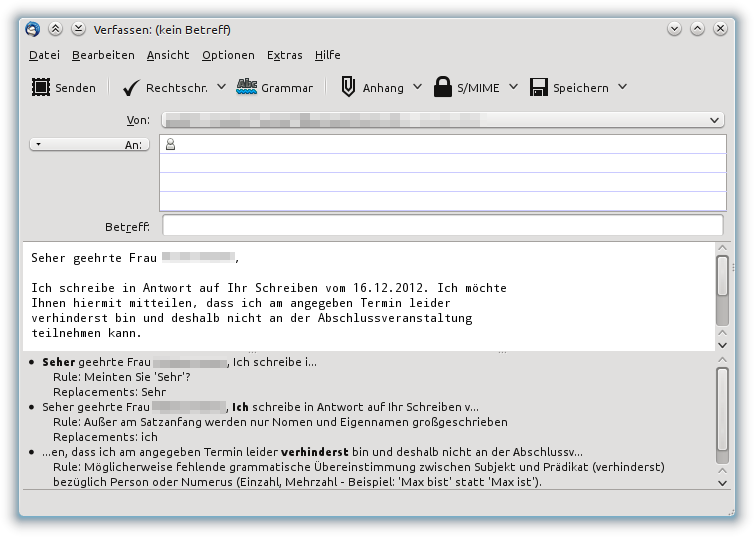 Verfassen: (kein Betreff)
Datei Bearbeiten Ansicht Optionen Extras Hilfe
Senden Rechtschr. Abc Grammar Anhang S/MIME Speichern
Von:
An:
Betreff:
Seher geehrte Frau ,
Ich schreibe in Antwort auf Ihr Schreiben vom 16.12.2012. Ich möchte
Ihnen hiermit mitteilen, dass ich am angegeben Termin leider
verhinderst bin und deshalb nicht an der Abschlussveranstaltung
teilnehmen kann.
• Seher geehrte Frau , Ich schreibe i...
Rule: Meinten Sie 'Sehr'?
Replacements: Sehr
• Seher geehrte Frau , Ich schreibe in Antwort auf Ihr Schreiben v...
Rule: Außer am Satzanfang werden nur Nomen und Eigennamen großgeschrieben
Replacements: ich
• ...en, dass ich am angegeben Termin leider verhinderst bin und deshalb nicht an der Abschlussv...
Rule: Möglicherweise fehlende grammatische Übereinstimmung zwischen Subjekt und Prädikat (verhinderst)
bezüglich Person oder Numerus (Einzahl, Mehrzahl - Beispiel: 'Max bist' statt 'Max ist').